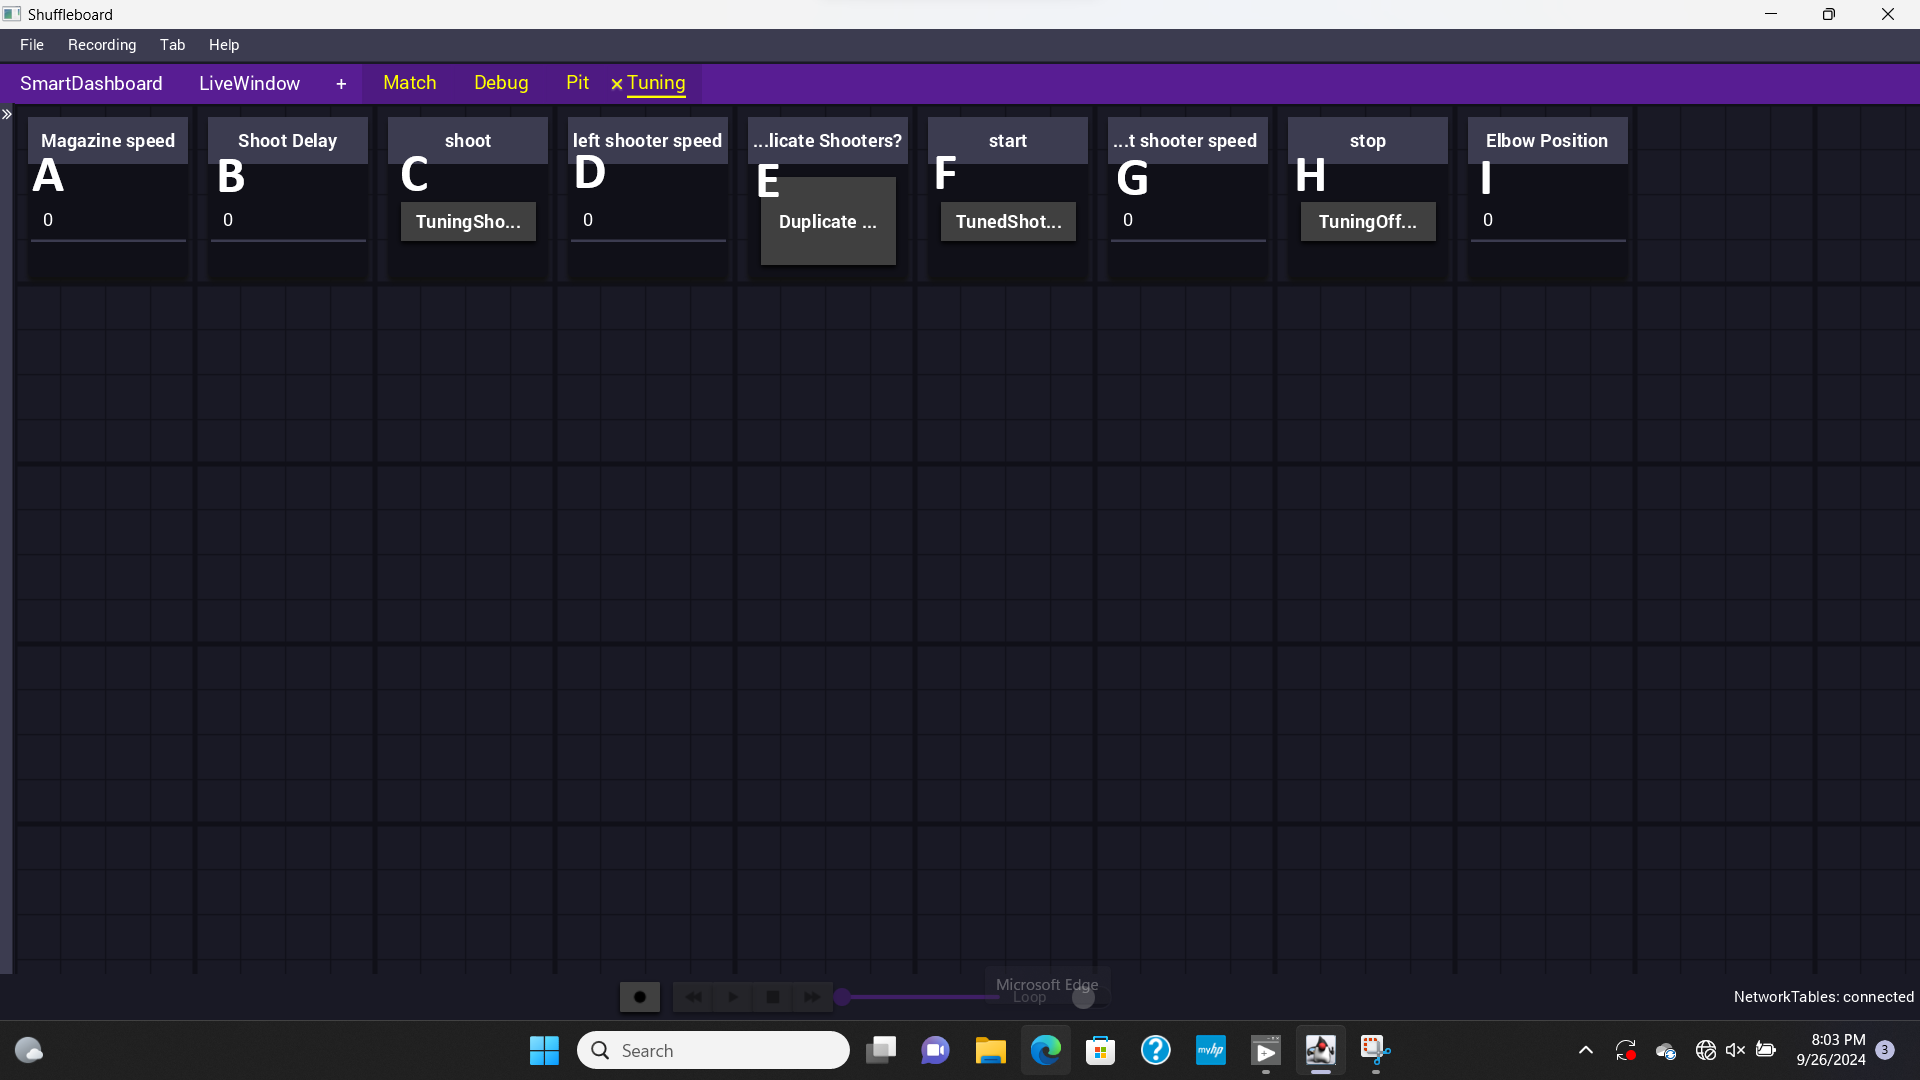 Shuffleboard
File Recording Tab Help
SmartDashboard LiveWindow + Match Debug Pit Tuning
Magazine speed Shoot Delay shoot left shooter speed ...licate Shooters? start ...t shooter speed stop Elbow Position
A B C D E F G H I
0 0 TuningSho... 0 Duplicate ... TunedShot... 0 TuningOff... 0
Microsoft Edge
Loop
NetworkTables: connected
Search
myhp
8:03 PM
9/26/2024
3